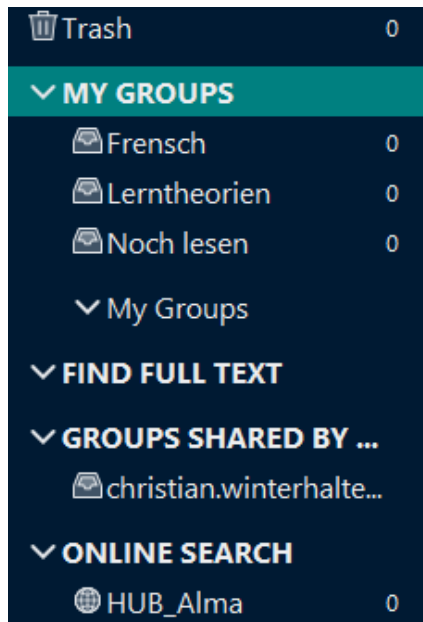 Trash 0
MY GROUPS
Frensch 0
Lerntheorien 0
Noch lesen 0
My Groups
FIND FULL TEXT
GROUPS SHARED BY ...
christian.winterhalte...
ONLINE SEARCH
HUB_Alma 0